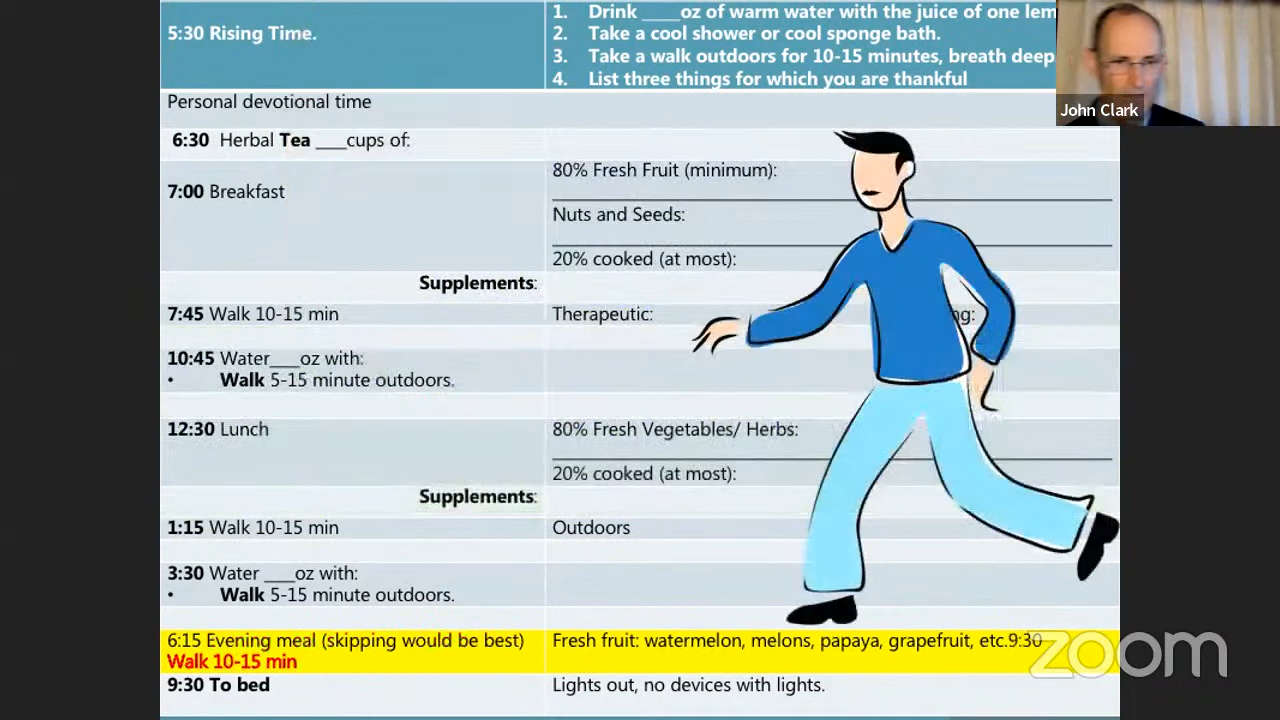 5:30 Rising Time.
1. Drink ____oz of warm water with the juice of one lem
2. Take a cool shower or cool sponge bath.
3. Take a walk outdoors for 10-15 minutes, breath deep
4. List three things for which you are thankful
John Clark
Personal devotional time
6:30 Herbal Tea ___cups of:
7:00 Breakfast
80% Fresh Fruit (minimum):
Nuts and Seeds:
20% cooked (at most):
Supplements:
7:45 Walk 10-15 min
Therapeutic: ng:
10:45 Water___oz with:
• Walk 5-15 minute outdoors.
12:30 Lunch
80% Fresh Vegetables/ Herbs:
20% cooked (at most):
Supplements:
1:15 Walk 10-15 min
Outdoors
3:30 Water ___oz with:
• Walk 5-15 minute outdoors.
6:15 Evening meal (skipping would be best)
Walk 10-15 min
Fresh fruit: watermelon, melons, papaya, grapefruit, etc.9:30
9:30 To bed
Lights out, no devices with lights.
zoom